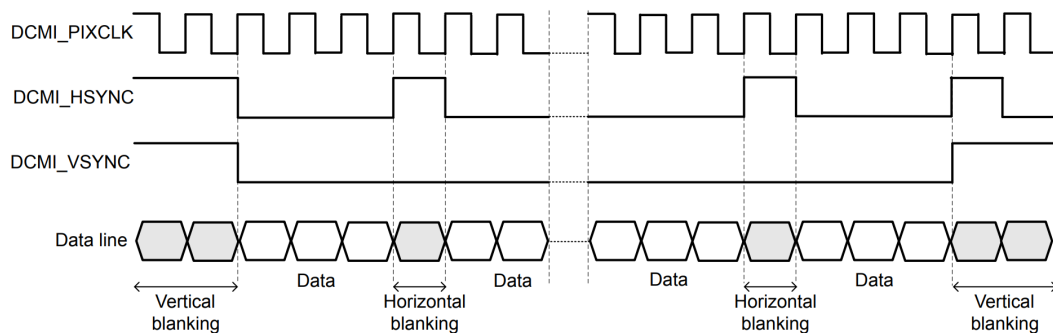 DCMI_PIXCLK
DCMI_HSYNC
DCMI_VSYNC
Data line
Data
Data
Data
Data
Vertical
blanking
Horizontal
blanking
Horizontal
blanking
Vertical
blanking